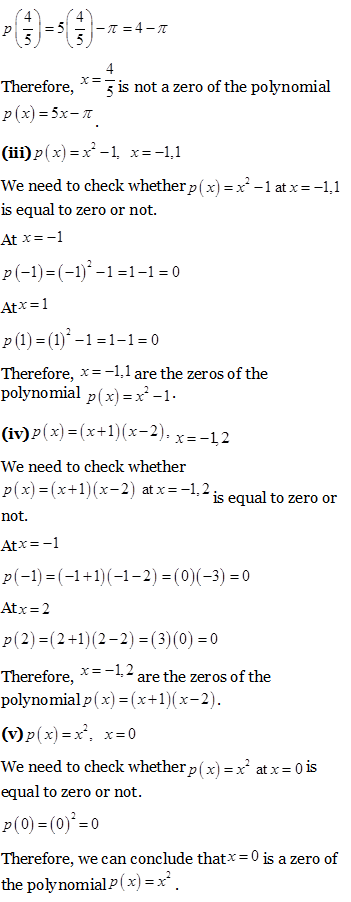 p(4/5) = 5(4/5) − π = 4 − π
Therefore, x = 4/5 is not a zero of the polynomial
p(x) = 5x − π.
(iii) p(x) = x² − 1, x = −1,1
We need to check whether p(x) = x² − 1 at x = −1,1
is equal to zero or not.
At x = −1
p(−1) = (−1)² − 1 = 1 − 1 = 0
At x = 1
p(1) = (1)² − 1 = 1 − 1 = 0
Therefore, x = −1,1 are the zeros of the
polynomial p(x) = x² − 1.
(iv) p(x) = (x+1)(x−2), x = −1,2
We need to check whether
p(x) = (x+1)(x−2) at x = −1,2 is equal to zero or
not.
At x = −1
p(−1) = (−1+1)(−1−2) = (0)(−3) = 0
At x = 2
p(2) = (2+1)(2−2) = (3)(0) = 0
Therefore, x = −1,2 are the zeros of the
polynomial p(x) = (x+1)(x−2).
(v) p(x) = x², x = 0
We need to check whether p(x) = x² at x = 0 is
equal to zero or not.
p(0) = (0)² = 0
Therefore, we can conclude that x = 0 is a zero of
the polynomial p(x) = x².